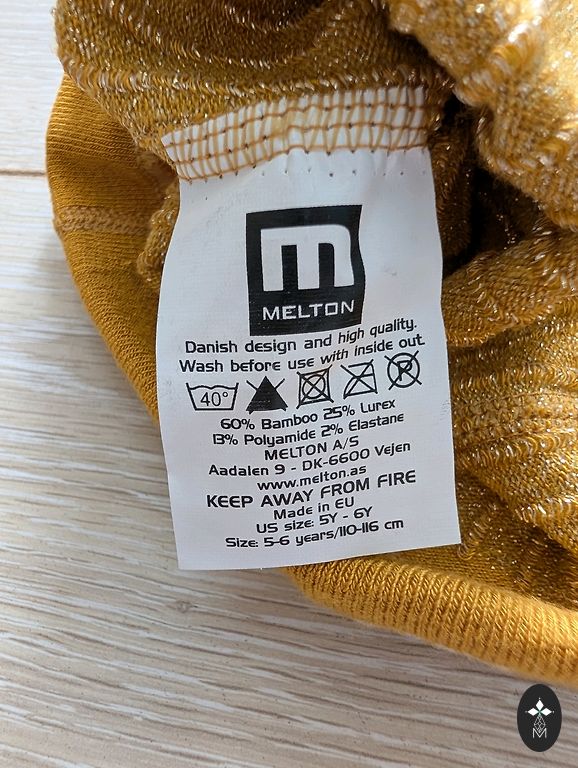 m
MELTON
Danish design and high quality.
Wash before use with inside out.
40°
P
60% Bamboo 25% Lurex
13% Polyamide 2% Elastane
MELTON A/S
Aadalen 9 - DK-6600 Vejen
www.melton.as
KEEP AWAY FROM FIRE
Made in EU
US size: 5Y - 6Y
Size: 5-6 years/110-116 cm
M